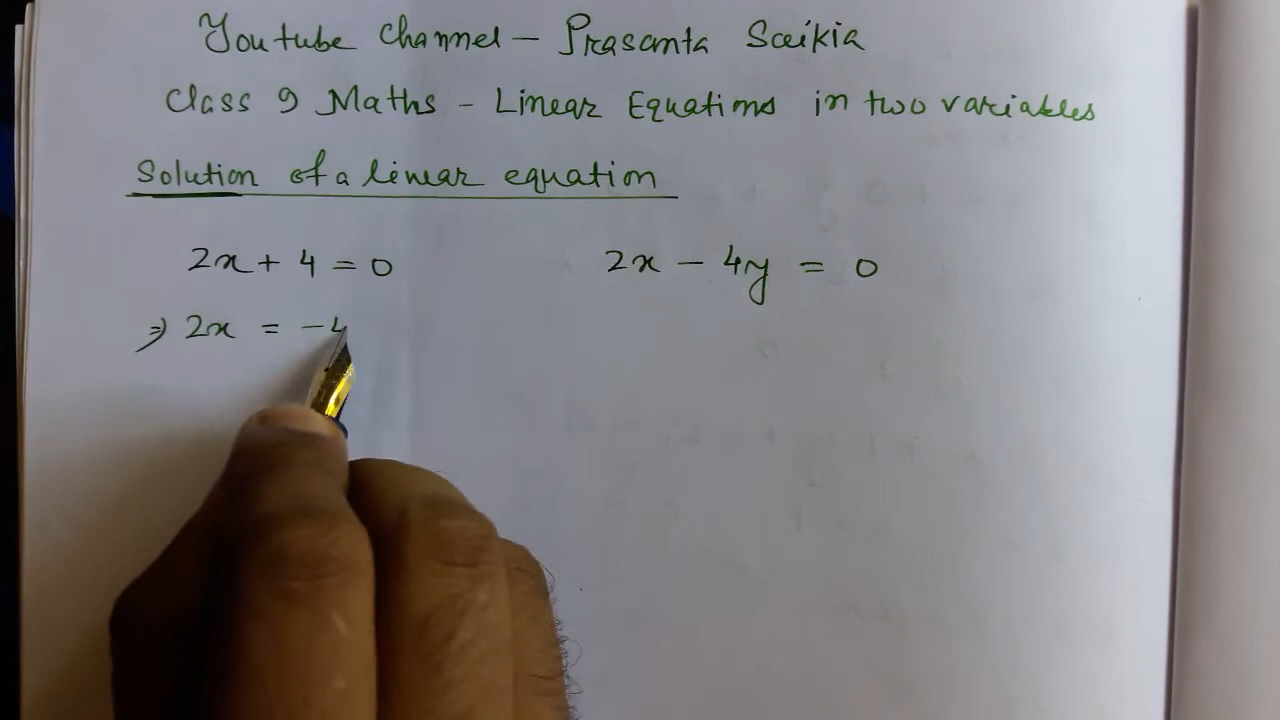 Youtube channel - Prasanta Saikia
Class 9 Maths - Linear Equations in two variables
Solution of a linear equation
2x + 4 = 0
2x - 4y = 0
⇒ 2x = -4